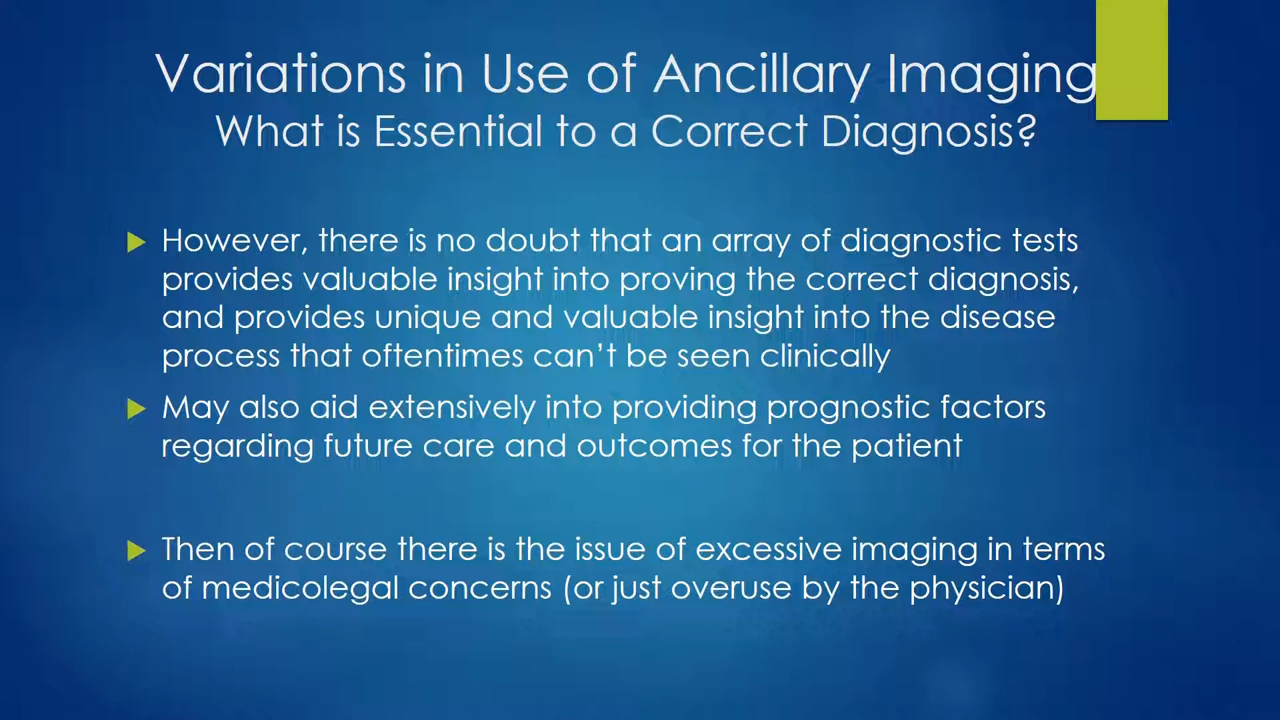 Variations in Use of Ancillary Imaging
What is Essential to a Correct Diagnosis?
However, there is no doubt that an array of diagnostic tests
provides valuable insight into proving the correct diagnosis,
and provides unique and valuable insight into the disease
process that oftentimes can’t be seen clinically
May also aid extensively into providing prognostic factors
regarding future care and outcomes for the patient
Then of course there is the issue of excessive imaging in terms
of medicolegal concerns (or just overuse by the physician)